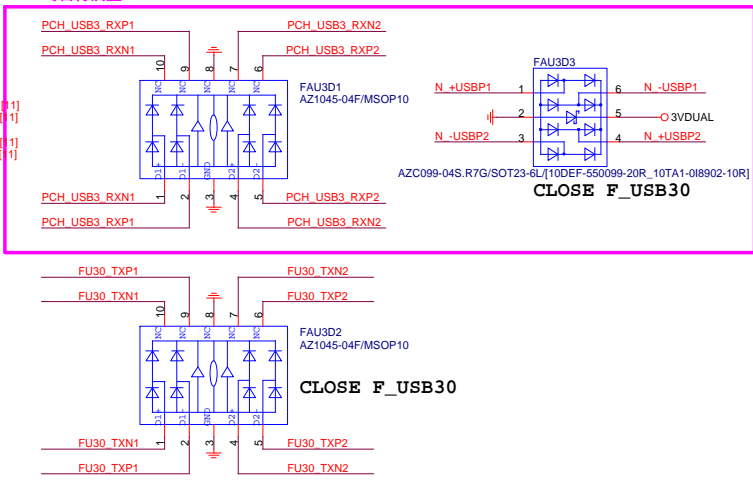 PCH_USB3_RXP1
PCH_USB3_RXN2
PCH_USB3_RXN1
PCH_USB3_RXP2
10
9
8
7
6
NC
NC
NC
NC
FAU3D1
AZ1045-04F/MSOP10
D1+
D1-
GND
D2+
D2-
1
2
3
4
5
PCH_USB3_RXN1
PCH_USB3_RXP2
PCH_USB3_RXP1
PCH_USB3_RXN2
[11]
[11]
[11]
[11]
FAU3D3
N_+USBP1
1
6
N_-USBP1
2
5
3VDUAL
N_-USBP2
3
4
N_+USBP2
AZC099-04S.R7G/SOT23-6L/[10DEF-550099-20R_10TA1-0I8902-10R]
CLOSE F_USB30
FU30_TXP1
FU30_TXN2
FU30_TXN1
FU30_TXP2
10
9
8
7
6
NC
NC
NC
NC
FAU3D2
AZ1045-04F/MSOP10
CLOSE F_USB30
D1+
D1-
GND
D2+
D2-
1
2
3
4
5
FU30_TXN1
FU30_TXP2
FU30_TXP1
FU30_TXN2